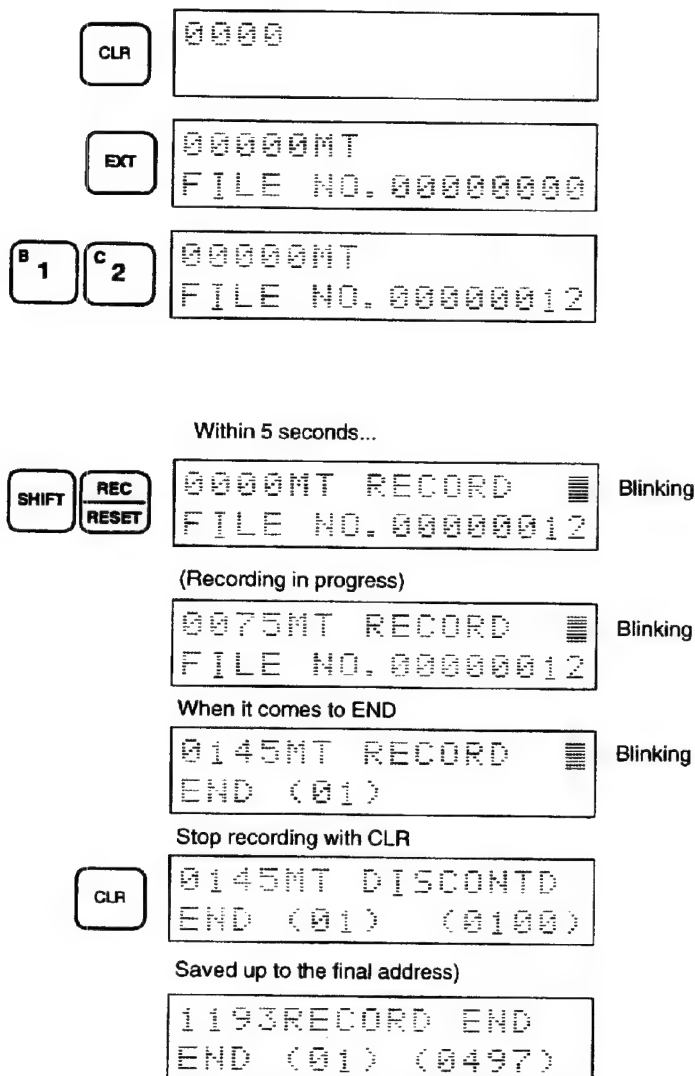 CLR
0000
EXT
00000MT
FILE NO.00000000
B 1 C 2
00000MT
FILE NO.00000012
Within 5 seconds...
SHIFT REC RESET
0000MT RECORD Blinking
FILE NO.00000012
(Recording in progress)
0075MT RECORD Blinking
FILE NO.00000012
When it comes to END
0145MT RECORD Blinking
END (01)
Stop recording with CLR
CLR
0145MT DISCONTD
END (01) (0100)
Saved up to the final address)
1193RECORD END
END (01) (0497)